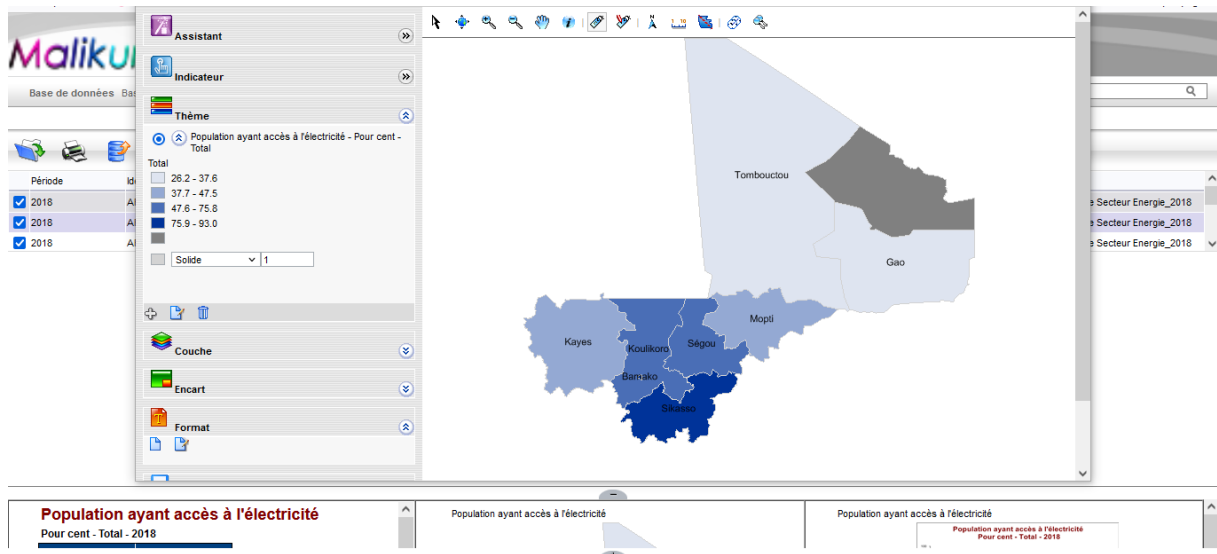 Malikun
Base de données
Période
2018
2018
2018
Assistant
Indicateur
Thème
Population ayant accès à l'électricité - Pour cent -
Total
Total
26.2 - 37.6
37.7 - 47.5
47.6 - 75.8
75.9 - 93.0
Solide
1
Couche
Encart
Format
N
Tombouctou
Gao
Mopti
Kayes
Koulikoro
Ségou
Bamako
Sikasso
Secteur Energie_2018
Secteur Energie_2018
Secteur Energie_2018
Population ayant accès à l'électricité
Pour cent - Total - 2018
Population ayant accès à l'électricité
Population ayant accès à l'électricité
Population ayant accès à l'électricité
Pour cent - Total - 2018